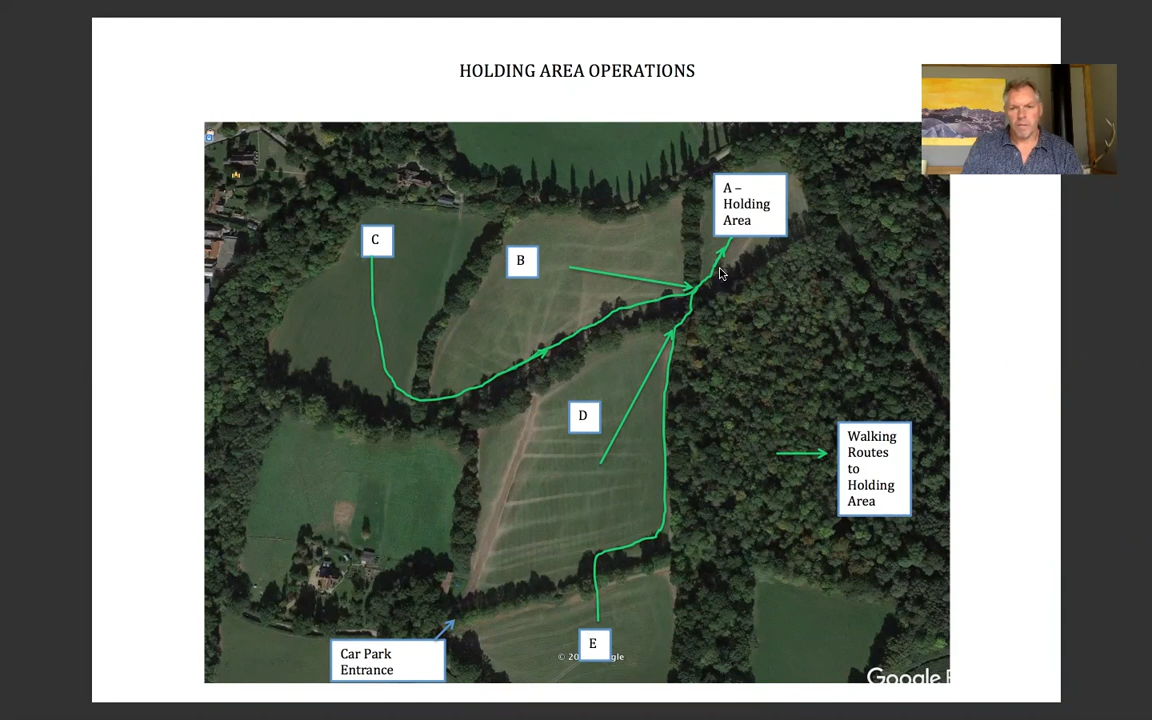 HOLDING AREA OPERATIONS
A –
Holding
Area
C
B
D
Walking
Routes
to
Holding
Area
E
Car Park
Entrance
Google